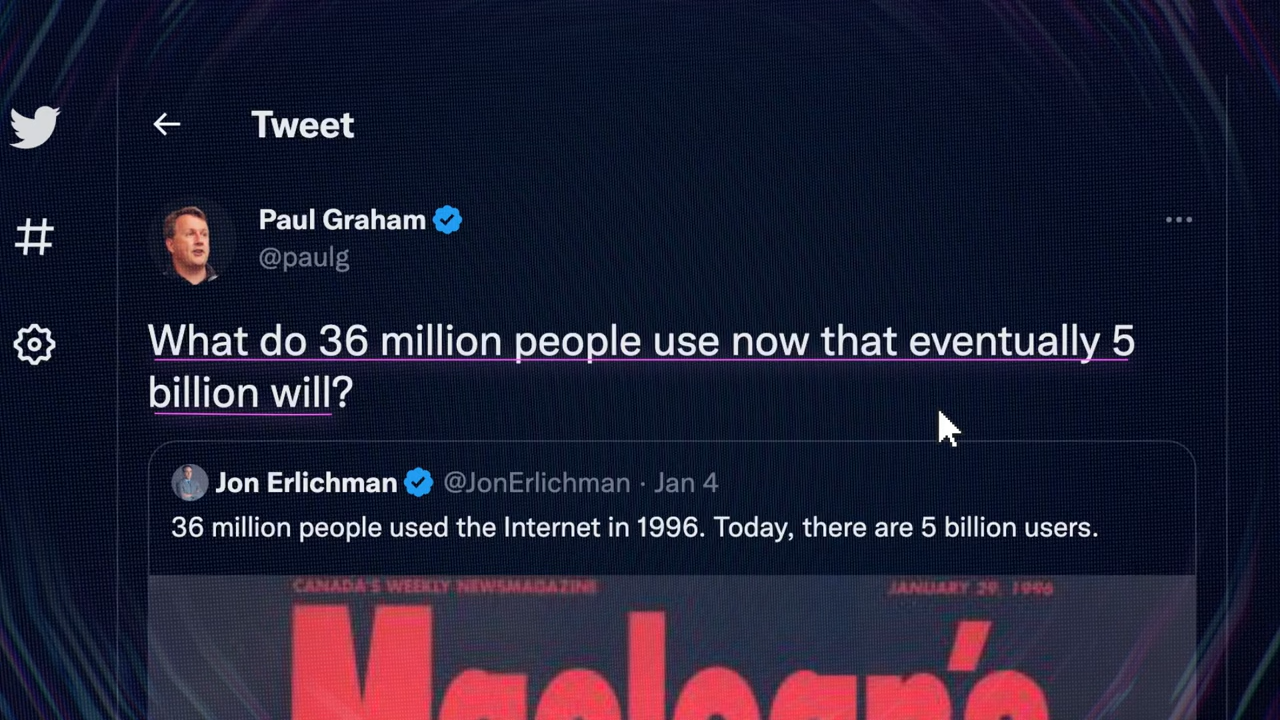 Tweet
Paul Graham
@paulg
What do 36 million people use now that eventually 5
billion will?
Jon Erlichman @JonErlichman · Jan 4
36 million people used the Internet in 1996. Today, there are 5 billion users.
CANADA'S WEEKLY NEWSMAGAZINE JANUARY 29, 1996
Maclean's